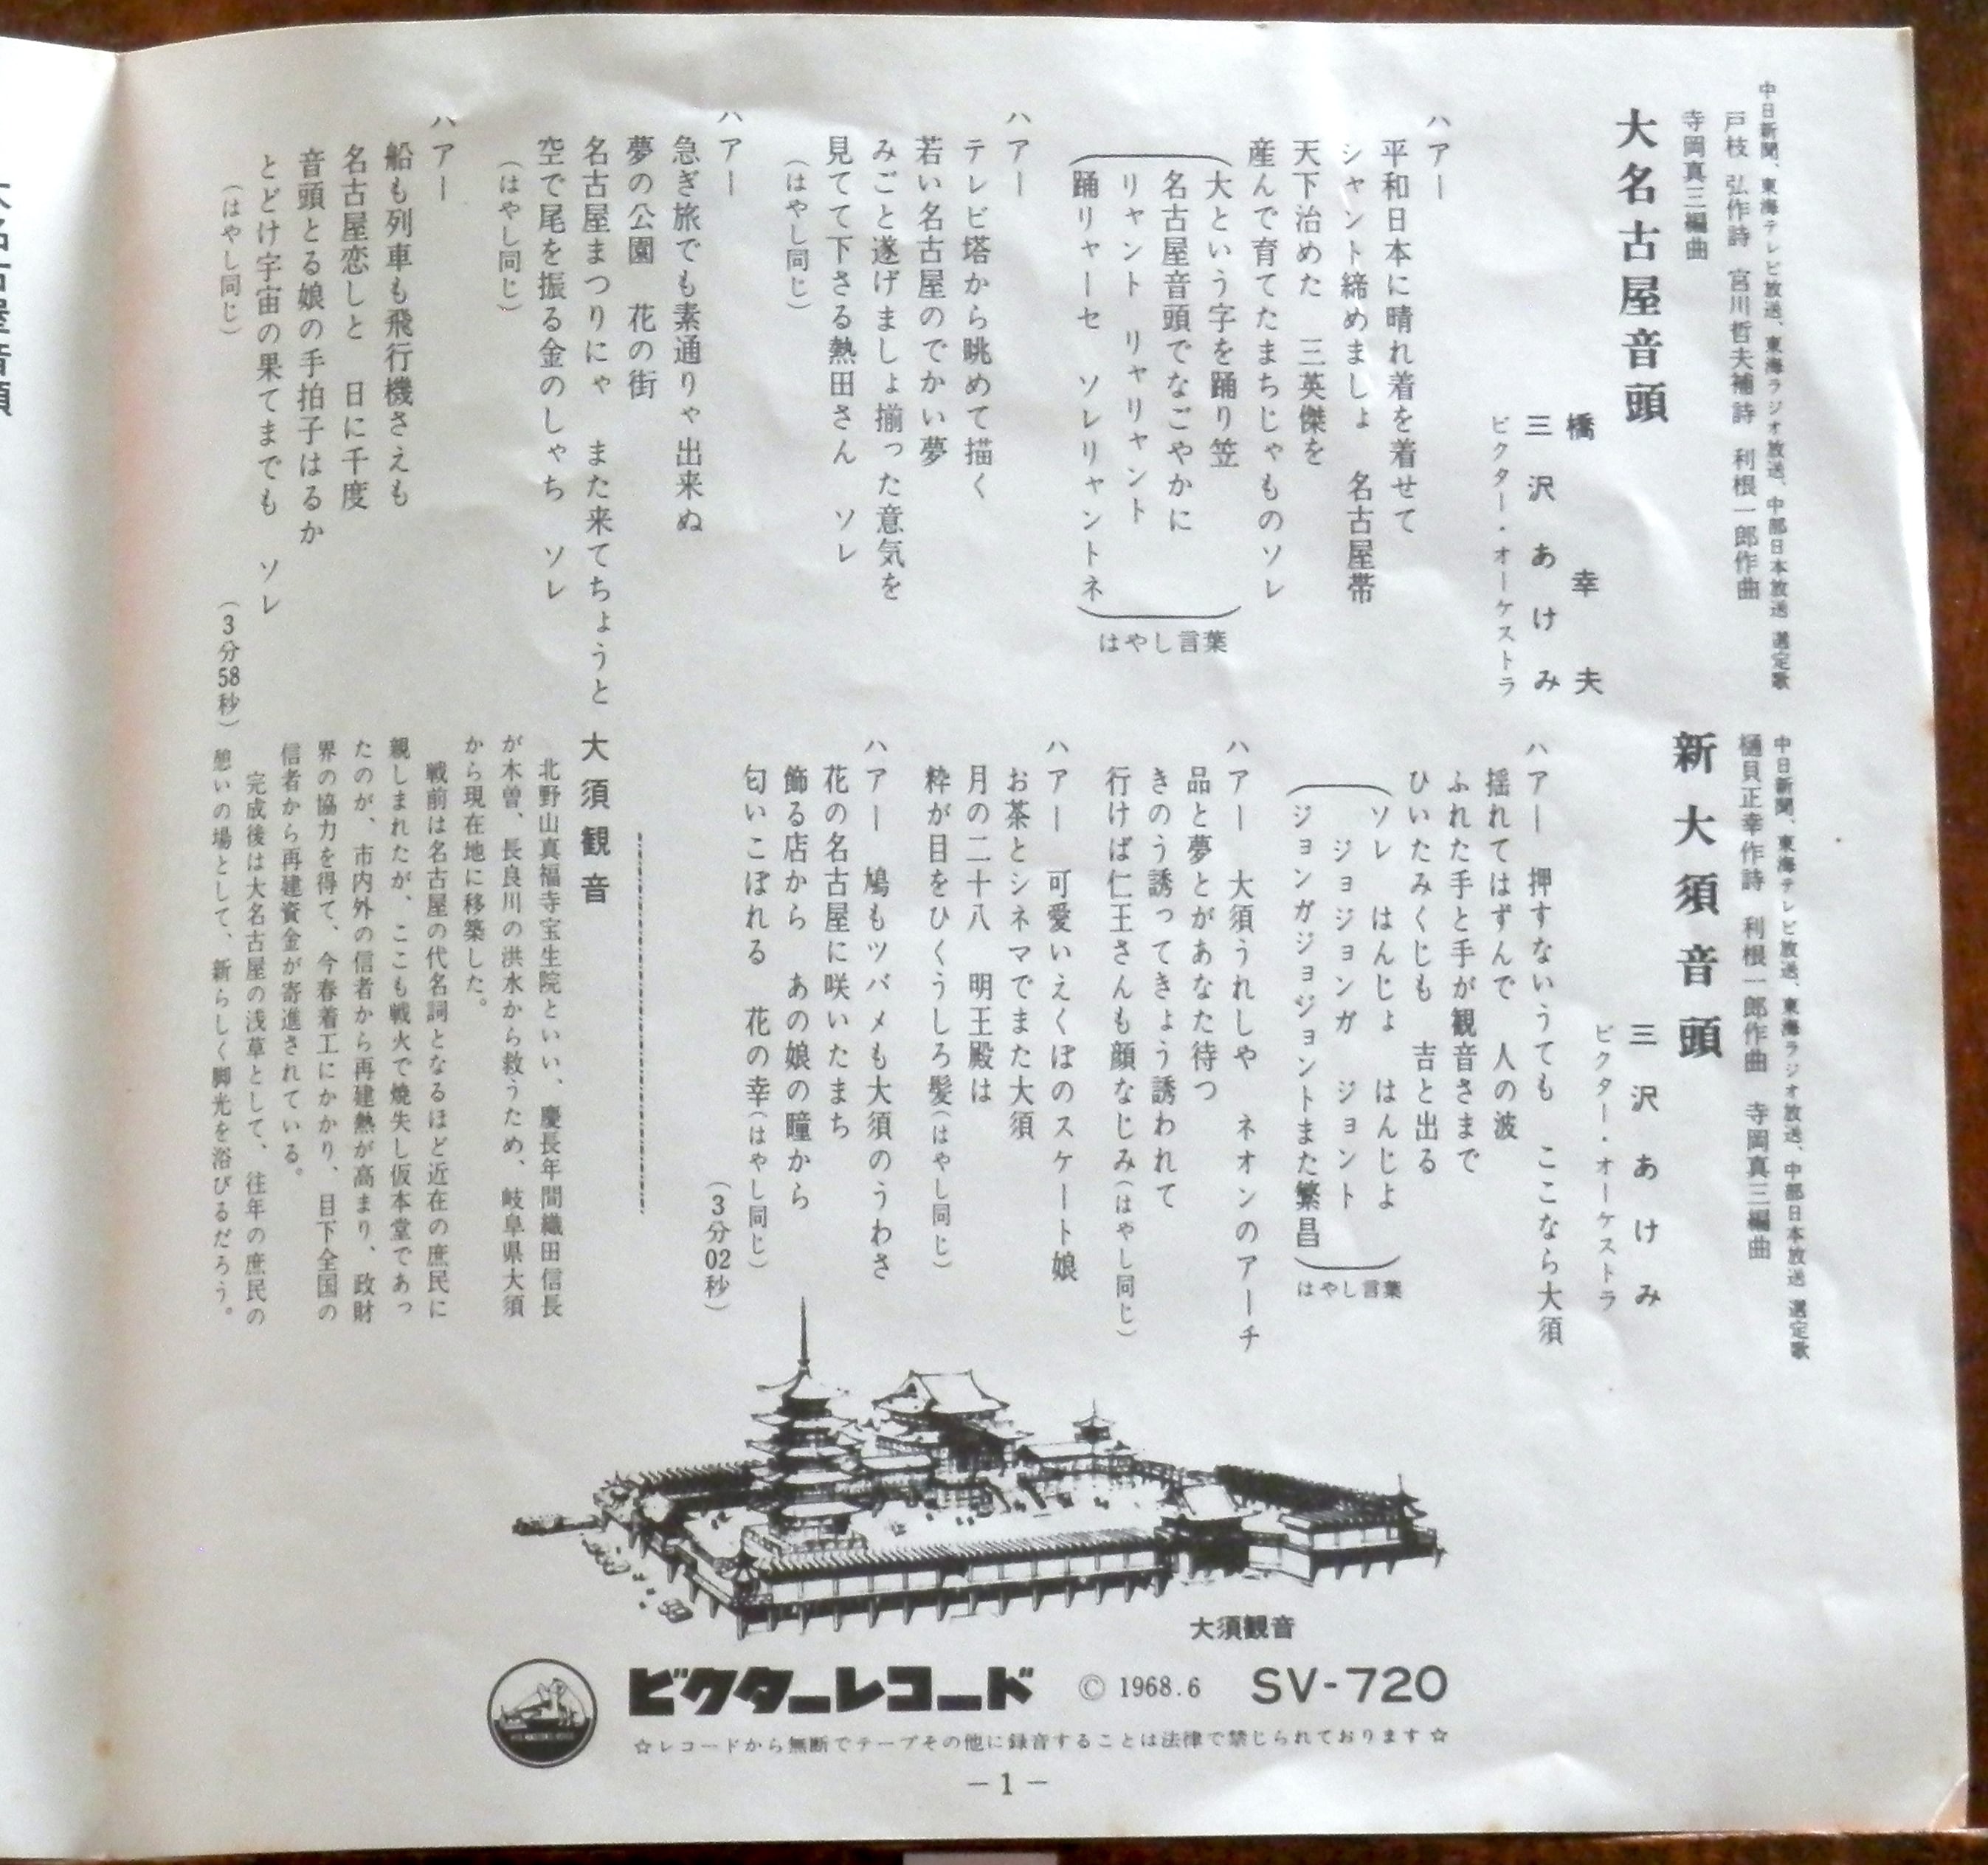 中日新聞、東海テレビ放送、東海ラジオ放送、中部日本放送 選定歌
戸枝 弘作詩 宮川哲夫補詩 利根一郎作曲
寺岡真三編曲
大名古屋音頭
橋 幸夫
三沢あけみ
ビクター・オーケストラ
ハアー
平和日本に晴れ着を着せて
シャント締めましょ 名古屋帯
天下治めた 三英傑を
産んで育てたまちじゃものソレ
(大という字を踊り笠
名古屋音頭でなごやかに
リャント リャリャント
踊リャーセ ソレリャントネ)
はやし言葉
ハアー
テレビ塔から眺めて描く
若い名古屋のでかい夢
みごと遂げましょ揃った意気を
見てて下さる熱田さん ソレ
(はやし同じ)
ハアー
急ぎ旅でも素通りゃ出来ぬ
夢の公園 花の街
名古屋まつりにゃ また来てちょうと
空で尾を振る金のしゃち ソレ
(はやし同じ)
ハアー
船も列車も飛行機さえも
名古屋恋しと 日に千度
音頭とる娘の手拍子はるか
とどけ宇宙の果てまでも ソレ
(はやし同じ)
(3分58秒)
中日新聞、東海テレビ放送、東海ラジオ放送、中部日本放送 選定歌
樋貝正幸作詩 利根一郎作曲 寺岡真三編曲
新大須音頭
三沢あけみ
ビクター・オーケストラ
ハアー 押すないうても ここなら大須
揺れてはずんで 人の波
ふれた手と手が観音さまで
ひいたみくじも 吉と出る
(ソレ はんじょ はんじよ
ジョジョンガ ジョント
ジョンガジョジョントまた繁昌)
はやし言葉
ハアー 大須うれしや ネオンのアーチ
品と夢とがあなた待つ
きのう誘ってきょう誘われて
行けば仁王さんも顔なじみ(はやし同じ)
ハアー 可愛いえくぼのスケート娘
お茶とシネマでまた大須
月の二十八 明王殿は
粋が目をひくうしろ髪(はやし同じ)
ハアー 鳩もツバメも大須のうわさ
花の名古屋に咲いたまち
飾る店から あの娘の瞳から
匂いこぼれる 花の幸(はやし同じ)
(3分02秒)
大須観音
北野山真福寺宝生院といい、慶長年間織田信長
が木曽、長良川の洪水から救うため、岐阜県大須
から現在地に移築した。
戦前は名古屋の代名詞となるほど近在の庶民に
親しまれたが、ここも戦火で焼失し仮本堂であっ
たのが、市内外の信者から再建熱が高まり、政財
界の協力を得て、今春着工にかかり、目下全国の
信者から再建資金が寄進されている。
完成後は大名古屋の浅草として、往年の庶民の
憩いの場として、新らしく脚光を浴びるだろう。
大須観音
ビクターレコード © 1968.6 SV-720
☆レコードから無断でテープその他に録音することは法律で禁じられております☆
－1－